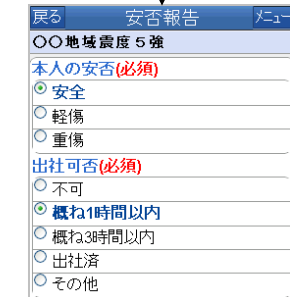 戻る 安否報告 メニュー
〇〇地域震度5強
本人の安否(必須)
安全
軽傷
重傷
出社可否(必須)
不可
概ね1時間以内
概ね3時間以内
出社済
その他